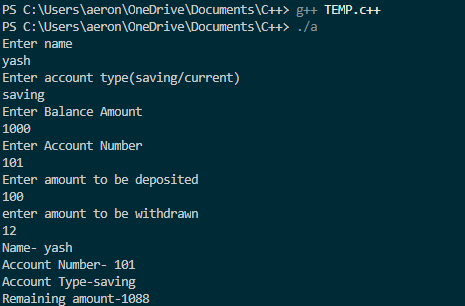 PS C:\Users\aeron\OneDrive\Documents\C++> g++ TEMP.c++
PS C:\Users\aeron\OneDrive\Documents\C++> ./a
Enter name
yash
Enter account type(saving/current)
saving
Enter Balance Amount
1000
Enter Account Number
101
Enter amount to be deposited
100
enter amount to be withdrawn
12
Name- yash
Account Number- 101
Account Type-saving
Remaining amount-1088